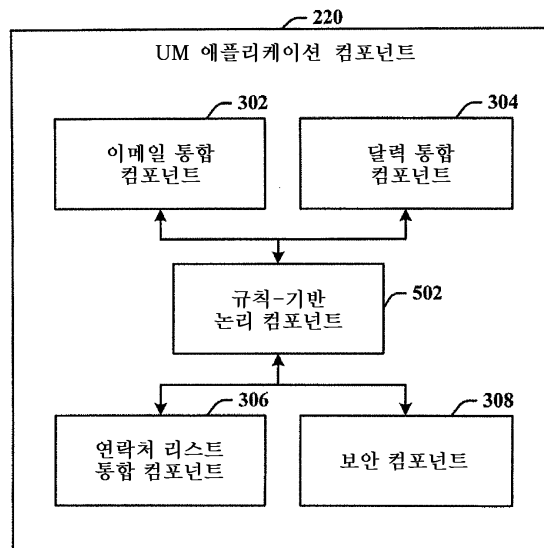 220
UM 애플리케이션 컴포넌트
302
304
이메일 통합
컴포넌트
달력 통합
컴포넌트
규칙-기반
논리 컴포넌트
502
306
308
연락처 리스트
통합 컴포넌트
보안 컴포넌트